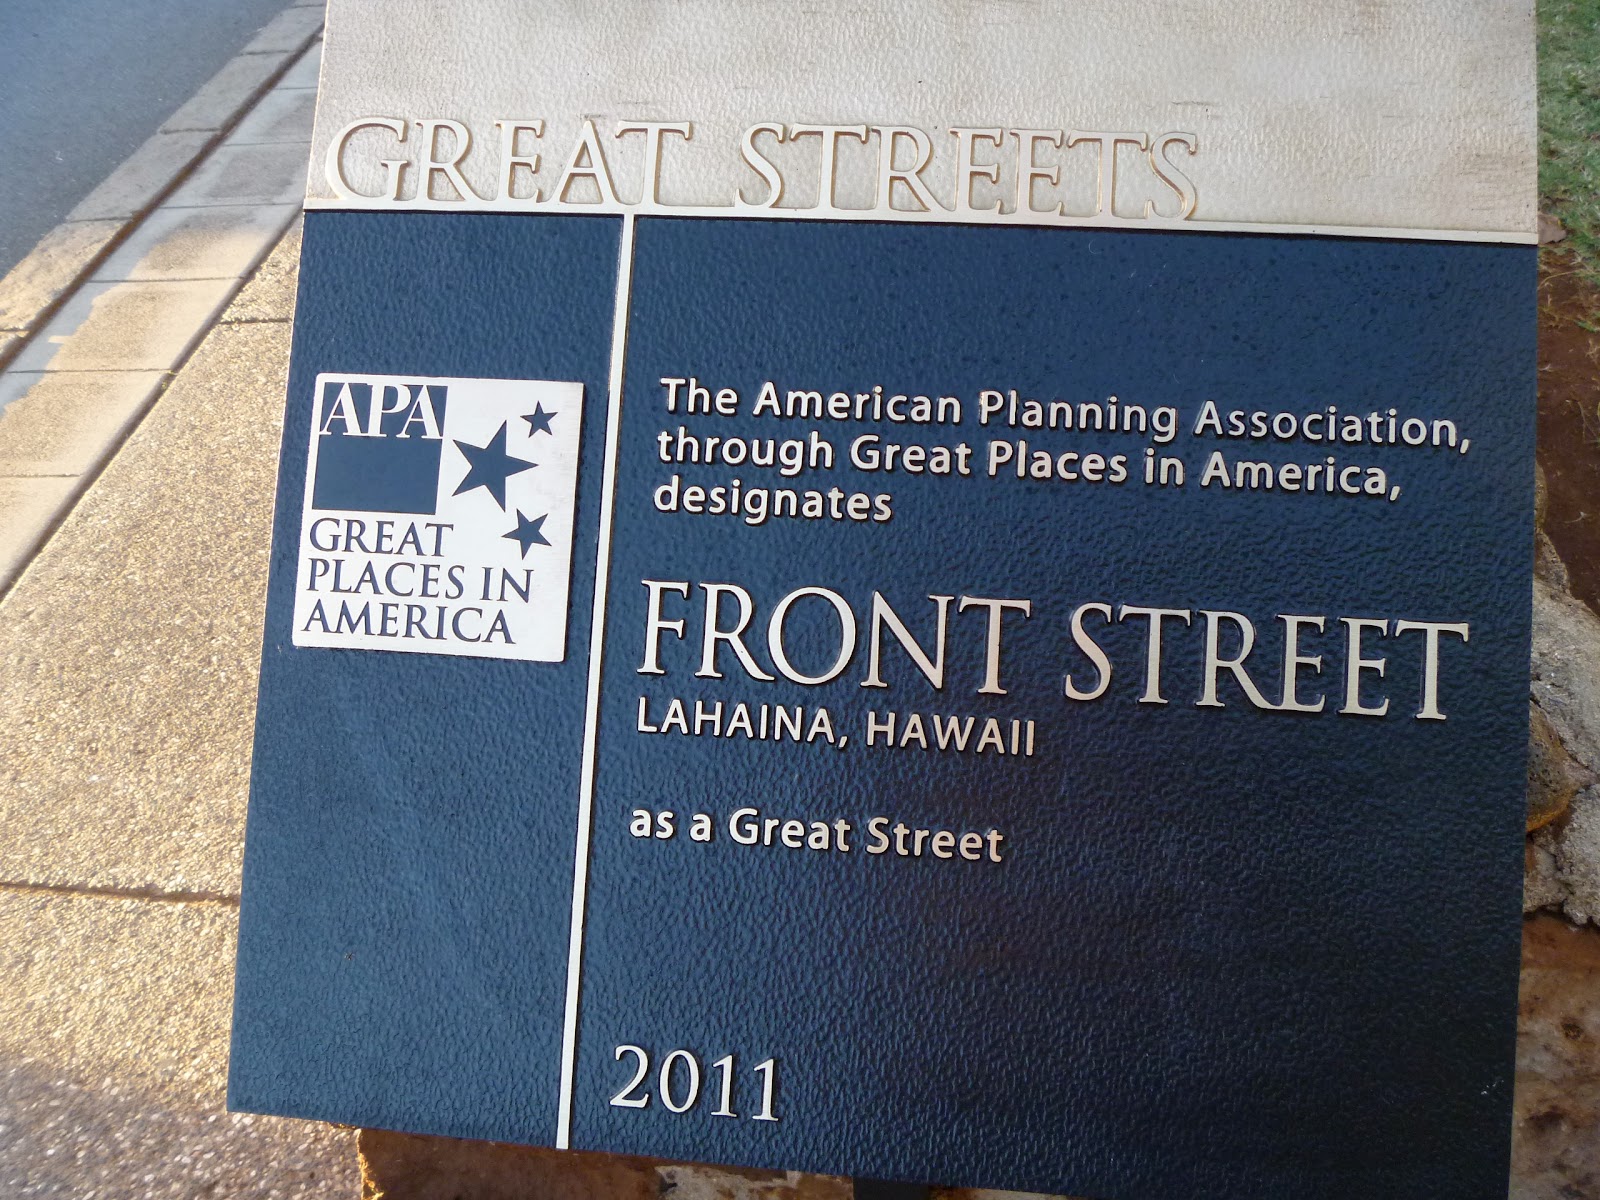 GREAT STREETS
APA
GREAT
PLACES IN
AMERICA
The American Planning Association,
through Great Places in America,
designates
FRONT STREET
LAHAINA, HAWAII
as a Great Street
2011